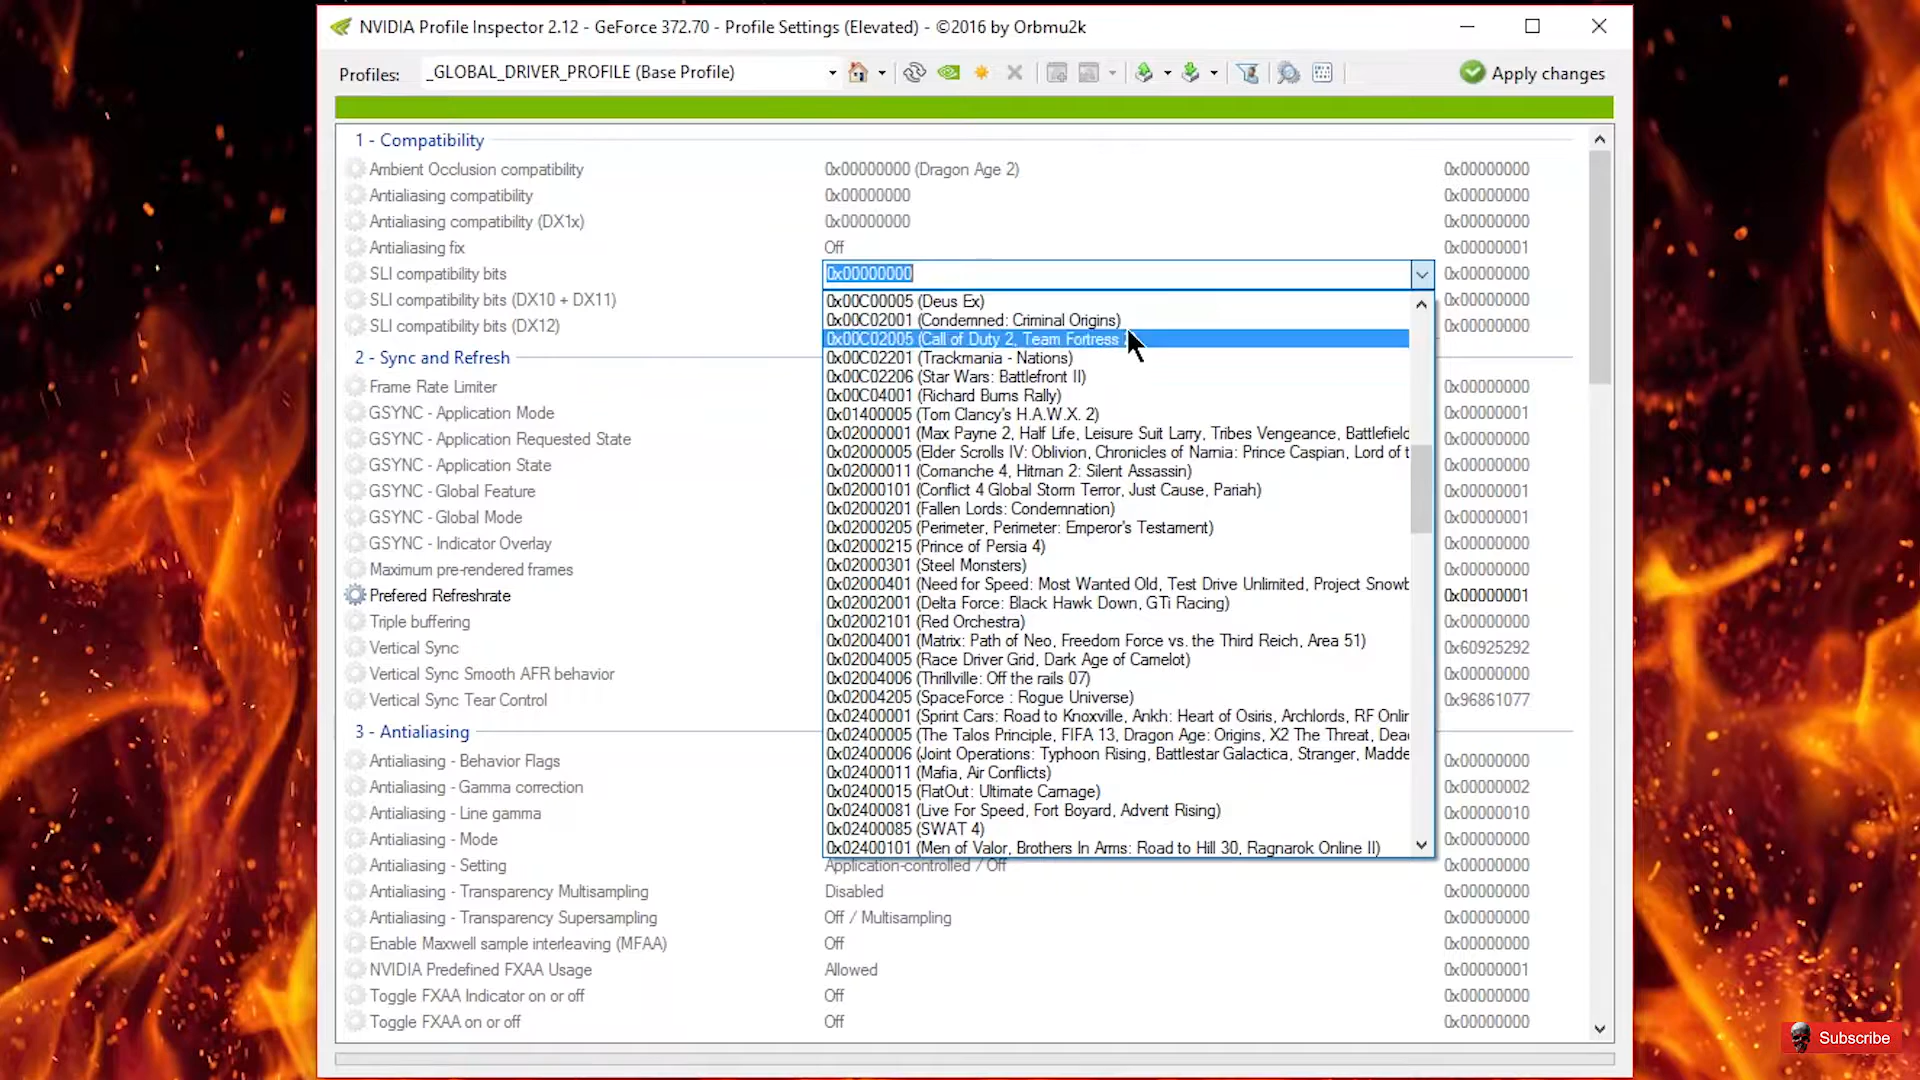 NVIDIA Profile Inspector 2.12 - GeForce 372.70 - Profile Settings (Elevated) - ©2016 by Orbmu2k
Profiles: _GLOBAL_DRIVER_PROFILE (Base Profile) Apply changes
1 - Compatibility
Ambient Occlusion compatibility 0x00000000 (Dragon Age 2) 0x00000000
Antialiasing compatibility 0x00000000 0x00000000
Antialiasing compatibility (DX1x) 0x00000000 0x00000000
Antialiasing fix Off 0x00000001
SLI compatibility bits 0x00000000 0x00000000
SLI compatibility bits (DX10 + DX11) 0x00000000
SLI compatibility bits (DX12) 0x00000000
2 - Sync and Refresh
Frame Rate Limiter 0x00000000
GSYNC - Application Mode 0x00000001
GSYNC - Application Requested State 0x00000000
GSYNC - Application State 0x00000000
GSYNC - Global Feature 0x00000001
GSYNC - Global Mode 0x00000001
GSYNC - Indicator Overlay 0x00000000
Maximum pre-rendered frames 0x00000000
Prefered Refreshrate 0x00000001
Triple buffering 0x00000000
Vertical Sync 0x60925292
Vertical Sync Smooth AFR behavior 0x00000000
Vertical Sync Tear Control 0x96861077
0x00C00005 (Deus Ex)
0x00C02001 (Condemned: Criminal Origins)
0x00C02005 (Call of Duty 2, Team Fortress
0x00C02201 (Trackmania - Nations)
0x00C02206 (Star Wars: Battlefront II)
0x00C04001 (Richard Burns Rally)
0x01400005 (Tom Clancy's H.A.W.X. 2)
0x02000001 (Max Payne 2, Half Life, Leisure Suit Larry, Tribes Vengeance, Battlefield
0x02000005 (Elder Scrolls IV: Oblivion, Chronicles of Narnia: Prince Caspian, Lord of t
0x02000011 (Comanche 4, Hitman 2: Silent Assassin)
0x02000101 (Conflict 4 Global Storm Terror, Just Cause, Pariah)
0x02000201 (Fallen Lords: Condemnation)
0x02000205 (Perimeter, Perimeter: Emperor's Testament)
0x02000215 (Prince of Persia 4)
0x02000301 (Steel Monsters)
0x02000401 (Need for Speed: Most Wanted Old, Test Drive Unlimited, Project Snowb
0x02002001 (Delta Force: Black Hawk Down, GTi Racing)
0x02002101 (Red Orchestra)
0x02004001 (Matrix: Path of Neo, Freedom Force vs. the Third Reich, Area 51)
0x02004005 (Race Driver Grid, Dark Age of Camelot)
0x02004006 (Thrillville: Off the rails 07)
0x02004205 (SpaceForce : Rogue Universe)
0x02400001 (Sprint Cars: Road to Knoxville, Ankh: Heart of Osiris, Archlords, RF Onlir
0x02400005 (The Talos Principle, FIFA 13, Dragon Age: Origins, X2 The Threat, Dea
0x02400006 (Joint Operations: Typhoon Rising, Battlestar Galactica, Stranger, Madde
0x02400011 (Mafia, Air Conflicts)
0x02400015 (FlatOut: Ultimate Carnage)
0x02400081 (Live For Speed, Fort Boyard, Advent Rising)
0x02400085 (SWAT 4)
0x02400101 (Men of Valor, Brothers In Arms: Road to Hill 30, Ragnarok Online II)
3 - Antialiasing
Antialiasing - Behavior Flags 0x00000000
Antialiasing - Gamma correction 0x00000002
Antialiasing - Line gamma 0x00000010
Antialiasing - Mode 0x00000000
Antialiasing - Setting Application-controlled / Off 0x00000000
Antialiasing - Transparency Multisampling Disabled 0x00000000
Antialiasing - Transparency Supersampling Off / Multisampling 0x00000000
Enable Maxwell sample interleaving (MFAA) Off 0x00000000
NVIDIA Predefined FXAA Usage Allowed 0x00000001
Toggle FXAA Indicator on or off Off 0x00000000
Toggle FXAA on or off Off 0x00000000
Subscribe